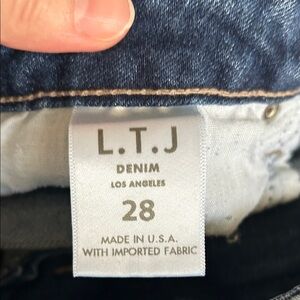 L.T.J
DENIM
LOS ANGELES
28
MADE IN U.S.A.
WITH IMPORTED FABRIC